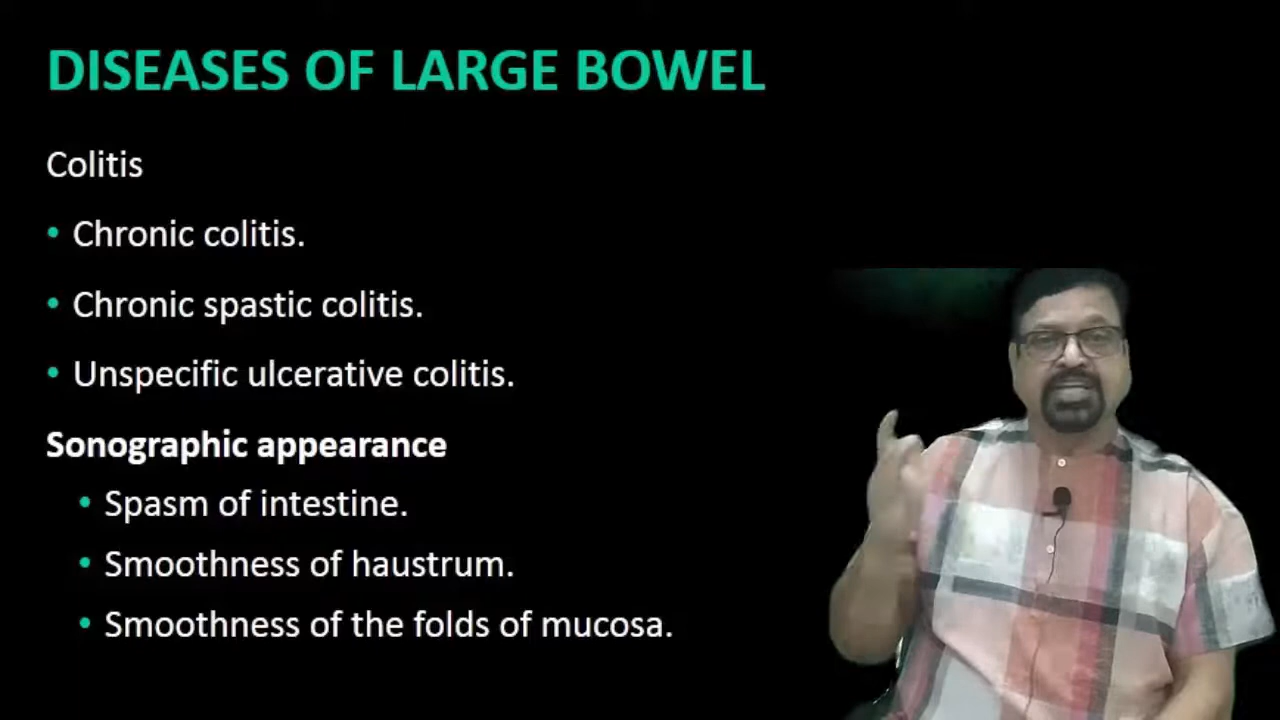 DISEASES OF LARGE BOWEL
Colitis
• Chronic colitis.
• Chronic spastic colitis.
• Unspecific ulcerative colitis.
Sonographic appearance
• Spasm of intestine.
• Smoothness of haustrum.
• Smoothness of the folds of mucosa.